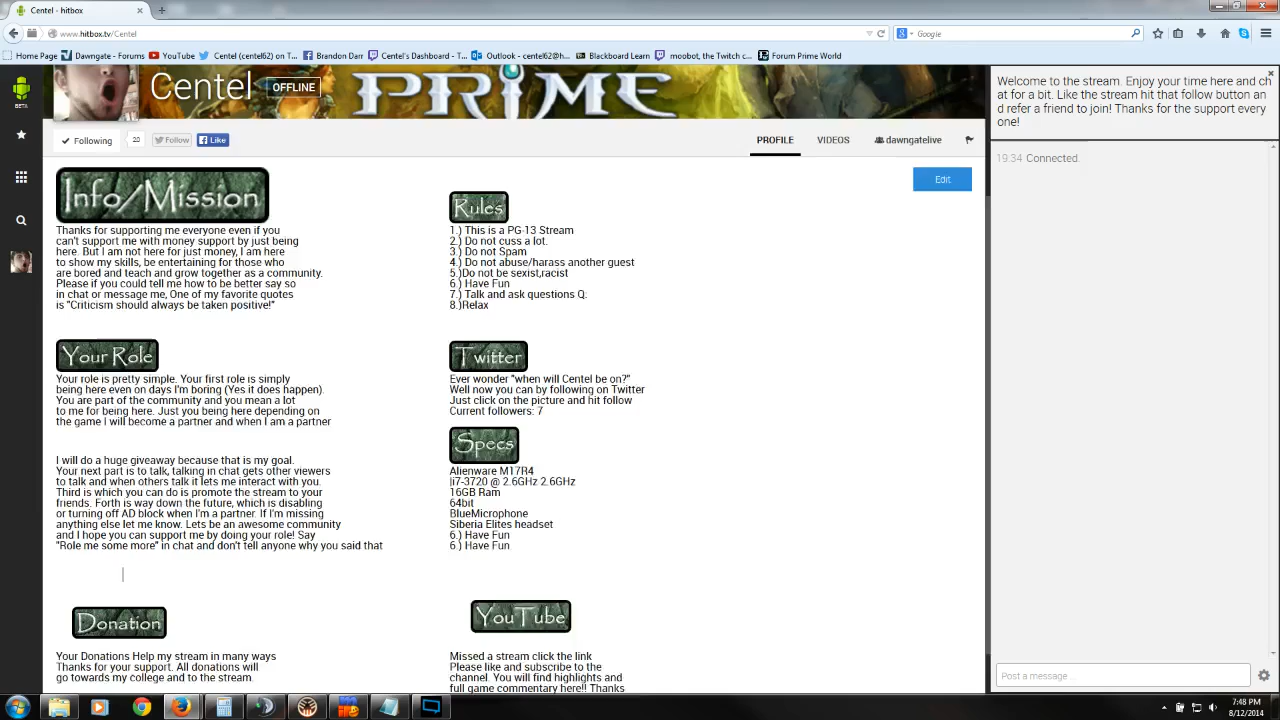 Centel - hitbox
www.hitbox.tv/Centel
Google
Home Page
Dawngate - Forums
YouTube
Twitter (centel62) on T...
Brandon Darr
Centel's Dashboard - T...
Outlook - centel62@h...
Blackboard Learn
moobot, the Twitch c...
Forum Prime World
BETA
Centel
OFFLINE
PRIME
Following
20
Follow
Like
PROFILE
VIDEOS
dawngatelive
Edit
Info/Mission
Thanks for supporting me everyone even if you
can't support me with money support by just being
here. But I am not here for just money, I am here
to show my skills, be entertaining for those who
are bored and teach and grow together as a community.
Please if you could tell me how to be better say so
in chat or message me, One of my favorite quotes
is "Criticism should always be taken positive!"
Rules
1.) This is a PG-13 Stream
2.) Do not cuss a lot.
3.) Do not Spam
4.) Do not abuse/harass another guest
5.)Do not be sexist,racist
6.) Have Fun
7.) Talk and ask questions Q:
8.)Relax
Your Role
Your role is pretty simple. Your first role is simply
being here even on days I'm boring (Yes it does happen).
You are part of the community and you mean a lot
to me for being here. Just you being here depending on
the game I will become a partner and when I am a partner
I will do a huge giveaway because that is my goal.
Your next part is to talk, talking in chat gets other viewers
to talk and when others talk it lets me interact with you.
Third is which you can do is promote the stream to your
friends. Forth is way down the future, which is disabling
or turning off AD block when I'm a partner. If I'm missing
anything else let me know. Lets be an awesome community
and I hope you can support me by doing your role! Say
"Role me some more" in chat and don't tell anyone why you said that
Twitter
Ever wonder "when will Centel be on?"
Well now you can by following on Twitter
Just click on the picture and hit follow
Current followers: 7
Specs
Alienware M17R4
|i7-3720 @ 2.6GHz 2.6GHz
16GB Ram
64bit
BlueMicrophone
Siberia Elites headset
6.) Have Fun
6.) Have Fun
Donation
Your Donations Help my stream in many ways
Thanks for your support. All donations will
go towards my college and to the stream.
YouTube
Missed a stream click the link
Please like and subscribe to the
channel. You will find highlights and
full game commentary here!! Thanks
Welcome to the stream. Enjoy your time here and ch
at for a bit. Like the stream hit that follow button an
d refer a friend to join! Thanks for the support every
one!
19:34 Connected.
Post a message ...
7:48 PM
8/12/2014